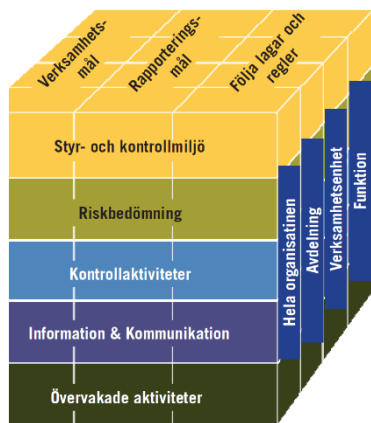 Verksamhets-
mål
Rapporterings-
mål
Följa lagar och
regler
Styr- och kontrollmiljö
Riskbedömning
Kontrollaktiviteter
Information & Kommunikation
Övervakade aktiviteter
Hela organisatinen
Avdelning
Verksamhetsenhet
Funktion